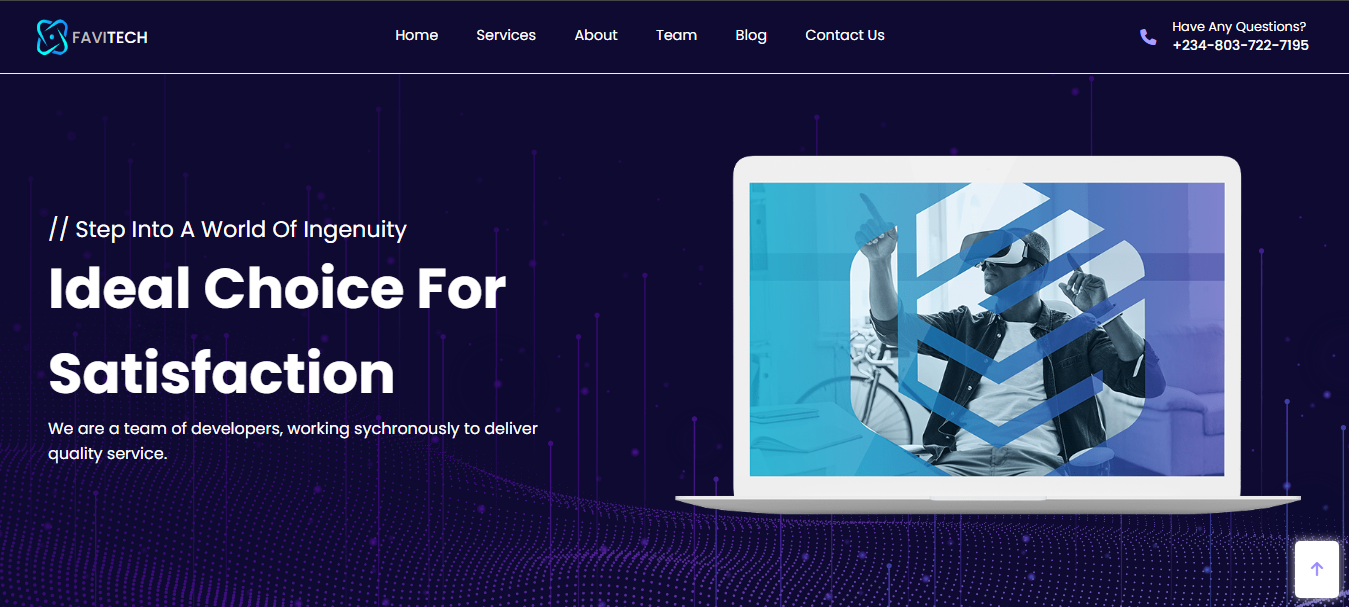 FAVITECH
Home Services About Team Blog Contact Us
Have Any Questions?
+234-803-722-7195
// Step Into A World Of Ingenuity
Ideal Choice For
Satisfaction
We are a team of developers, working sychronously to deliver
quality service.